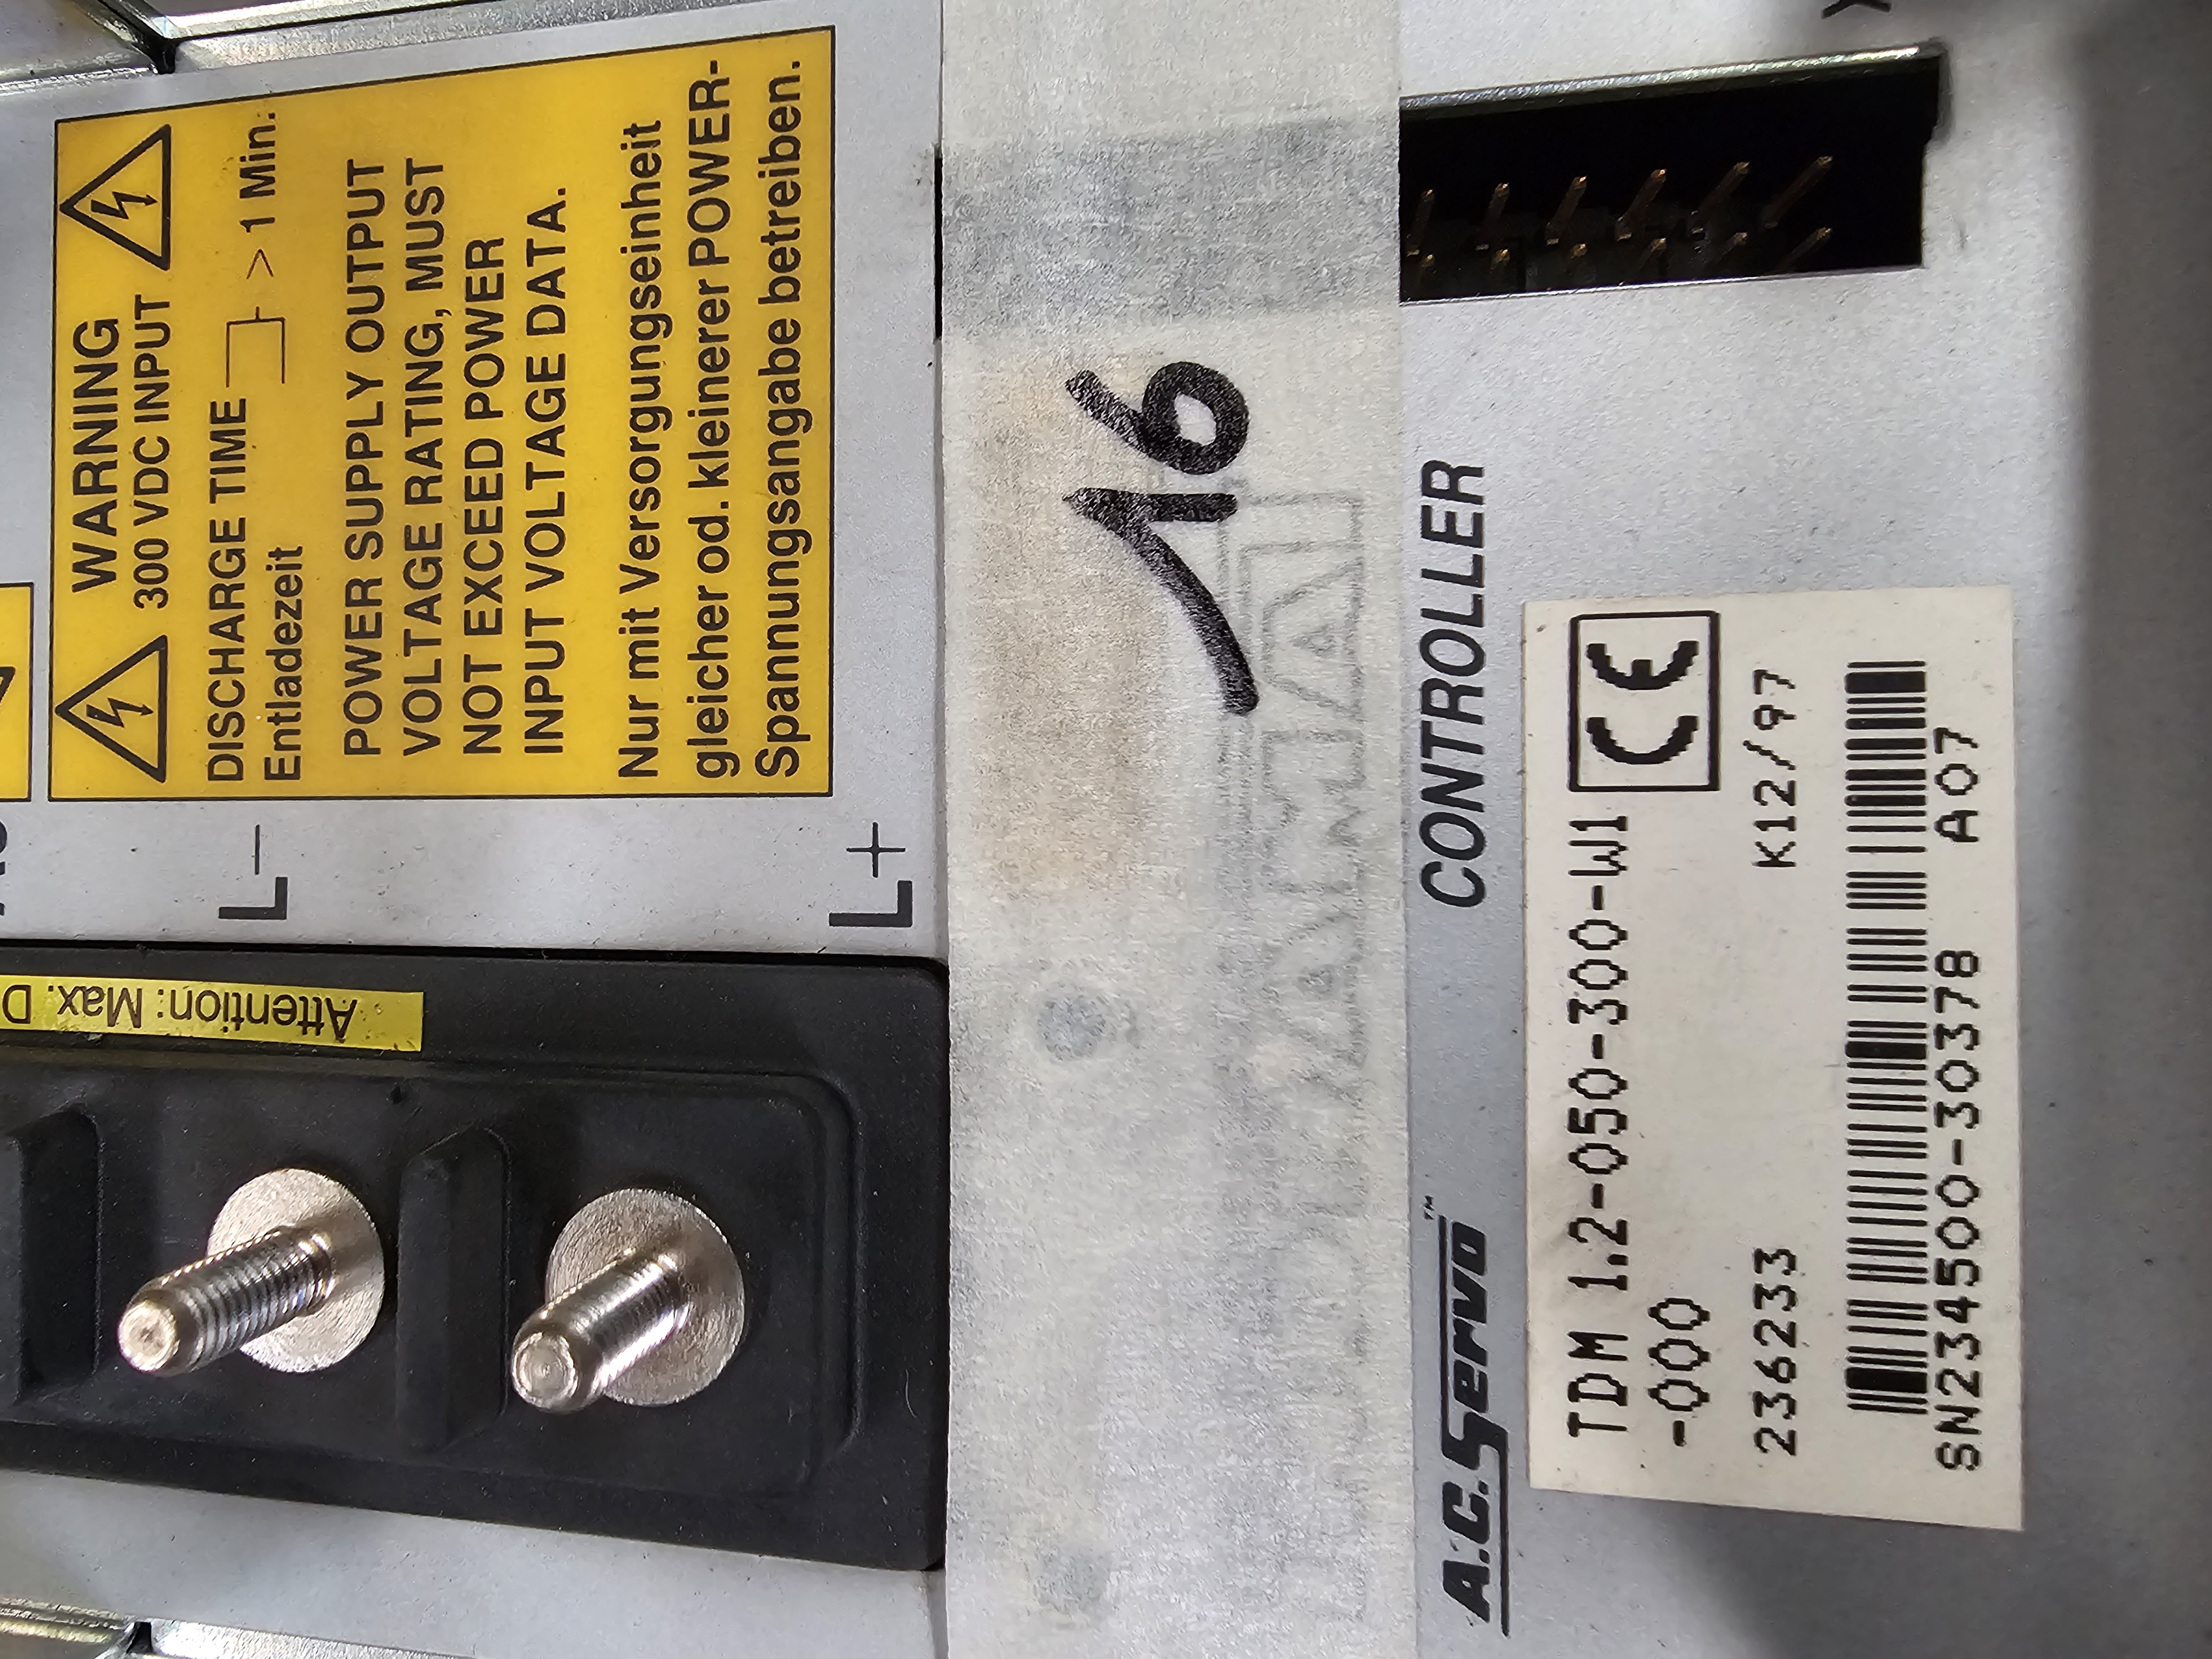 WARNING
300 VDC INPUT
DISCHARGE TIME
Entladezeit
> 1 Min.
POWER SUPPLY OUTPUT
VOLTAGE RATING, MUST
NOT EXCEED POWER
INPUT VOLTAGE DATA.
Nur mit Versorgungseinheit
gleicher od. kleinerer POWER-
Spannungsangabe betreiben.
L−
L+
Attention: Max. D
16
A.C. Servo™ CONTROLLER
TDM 1.2-050-300-W1
-000
CE
236233 K12/97
SN234500-30378 A07